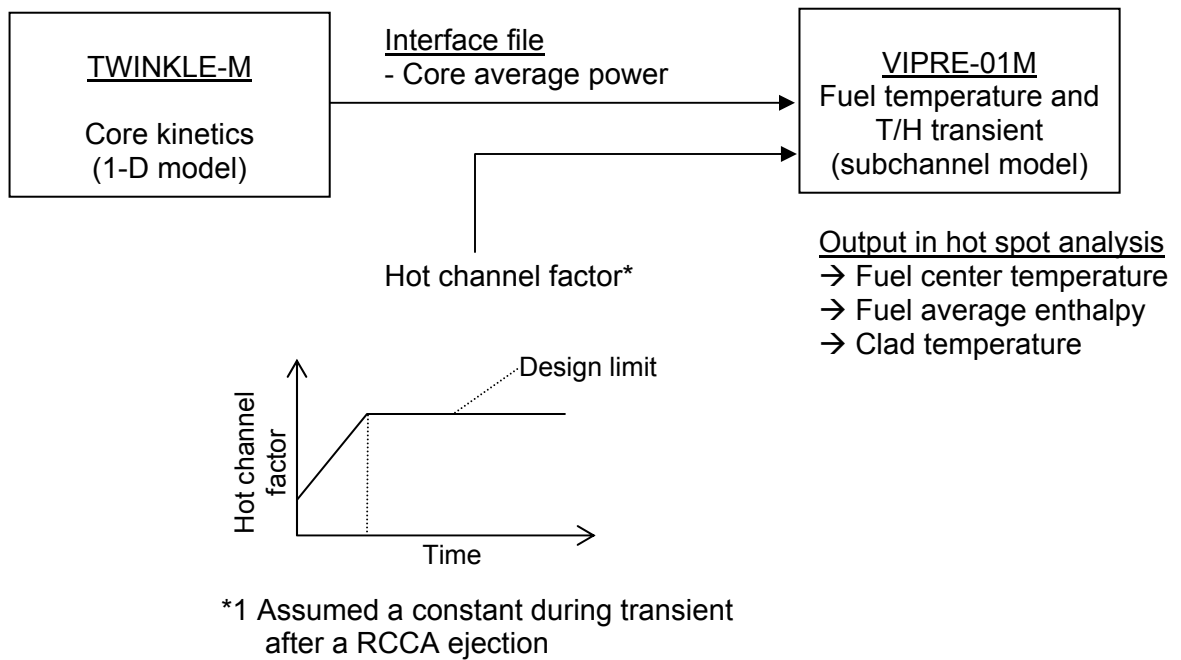 TWINKLE-M
Core kinetics
(1-D model)
Interface file
- Core average power
VIPRE-01M
Fuel temperature and
T/H transient
(subchannel model)
Hot channel factor*
Output in hot spot analysis
→ Fuel center temperature
→ Fuel average enthalpy
→ Clad temperature
Design limit
Hot channel
factor
Time
*1 Assumed a constant during transient
after a RCCA ejection